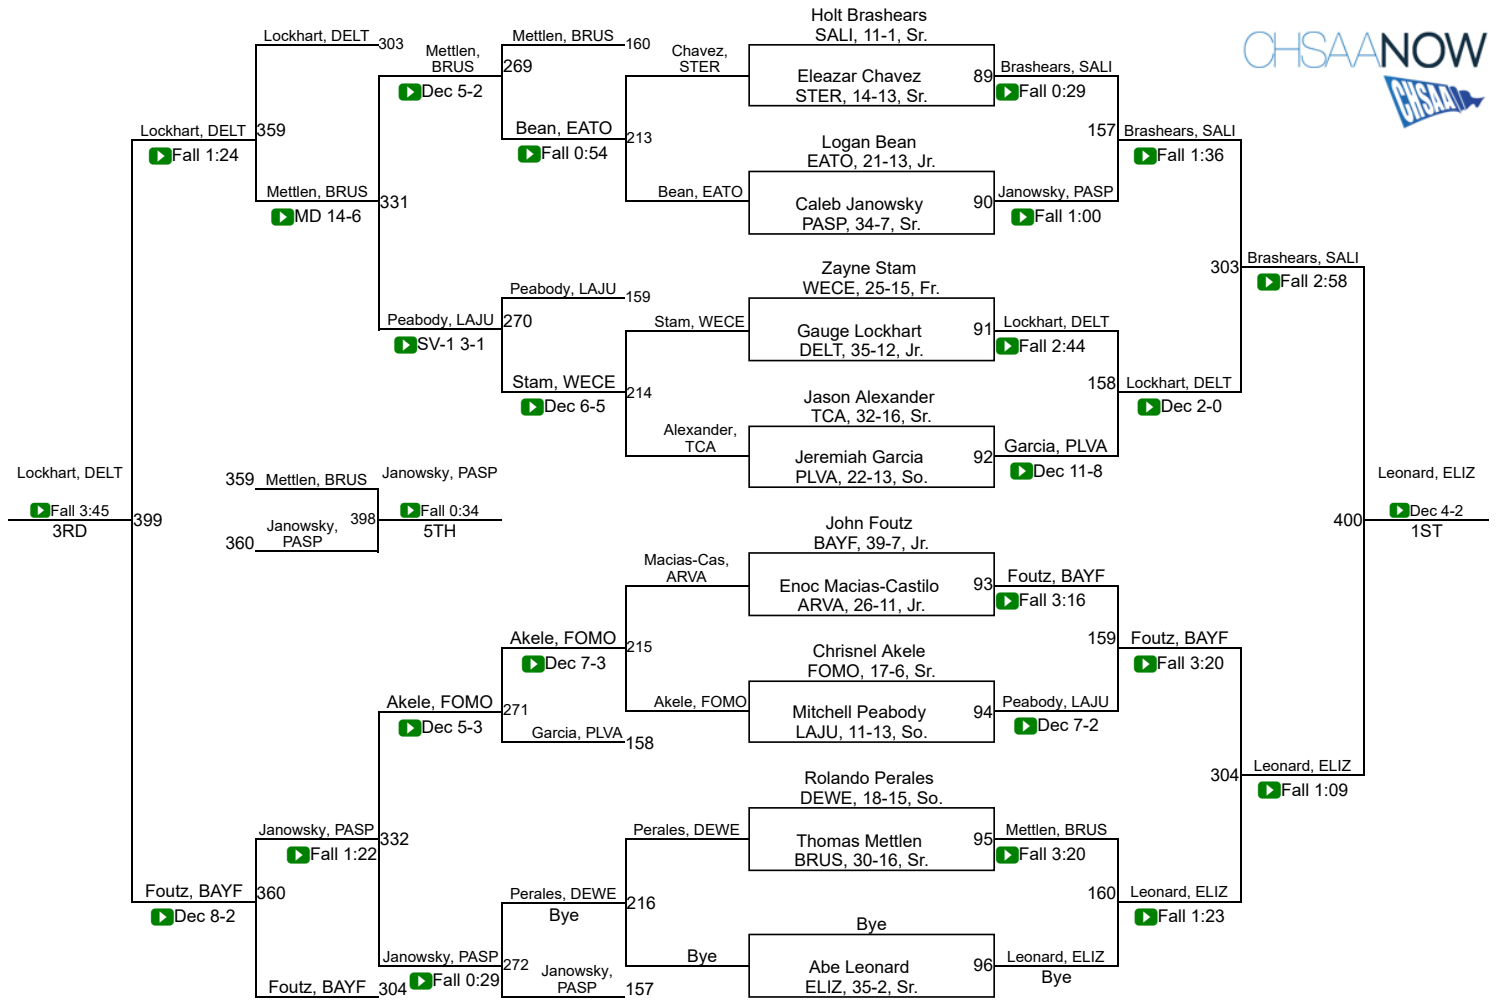 CHSAANOW
CHSAA
Holt Brashears
SALI, 11-1, Sr.
Eleazar Chavez
STER, 14-13, Sr.
89
Logan Bean
EATO, 21-13, Jr.
Caleb Janowsky
PASP, 34-7, Sr.
90
Zayne Stam
WECE, 25-15, Fr.
Gauge Lockhart
DELT, 35-12, Jr.
91
Jason Alexander
TCA, 32-16, Sr.
Jeremiah Garcia
PLVA, 22-13, So.
92
John Foutz
BAYF, 39-7, Jr.
Enoc Macias-Castilo
ARVA, 26-11, Jr.
93
Chrisnel Akele
FOMO, 17-6, Sr.
Mitchell Peabody
LAJU, 11-13, So.
94
Rolando Perales
DEWE, 18-15, So.
Thomas Mettlen
BRUS, 30-16, Sr.
95
Bye
Abe Leonard
ELIZ, 35-2, Sr.
96
Brashears, SALI
Fall 0:29
157
Janowsky, PASP
Fall 1:00
Lockhart, DELT
Fall 2:44
158
Garcia, PLVA
Dec 11-8
Foutz, BAYF
Fall 3:16
159
Peabody, LAJU
Dec 7-2
Mettlen, BRUS
Fall 3:20
160
Leonard, ELIZ
Bye
Brashears, SALI
Fall 1:36
303
Lockhart, DELT
Dec 2-0
Foutz, BAYF
Fall 3:20
304
Leonard, ELIZ
Fall 1:23
Brashears, SALI
Fall 2:58
400
Leonard, ELIZ
Fall 1:09
Leonard, ELIZ
Dec 4-2
1ST
Chavez,
STER
213
Bean, EATO
Stam, WECE
214
Alexander,
TCA
Macias-Cas,
ARVA
215
Akele, FOMO
Perales, DEWE
216
Bye
Mettlen, BRUS
160
269
Bean, EATO
Fall 0:54
Peabody, LAJU
159
270
Stam, WECE
Dec 6-5
Akele, FOMO
Dec 7-3
271
Garcia, PLVA
158
Perales, DEWE
Bye
272
Janowsky,
PASP
157
Mettlen,
BRUS
Dec 5-2
331
Peabody, LAJU
SV-1 3-1
Akele, FOMO
Dec 5-3
332
Janowsky, PASP
Fall 0:29
Lockhart, DELT
303
359
Mettlen, BRUS
MD 14-6
Janowsky, PASP
Fall 1:22
360
Foutz, BAYF
304
Lockhart, DELT
Fall 1:24
399
Foutz, BAYF
Dec 8-2
Lockhart, DELT
Fall 3:45
3RD
359
Mettlen, BRUS
398
360
Janowsky,
PASP
Janowsky, PASP
Fall 0:34
5TH